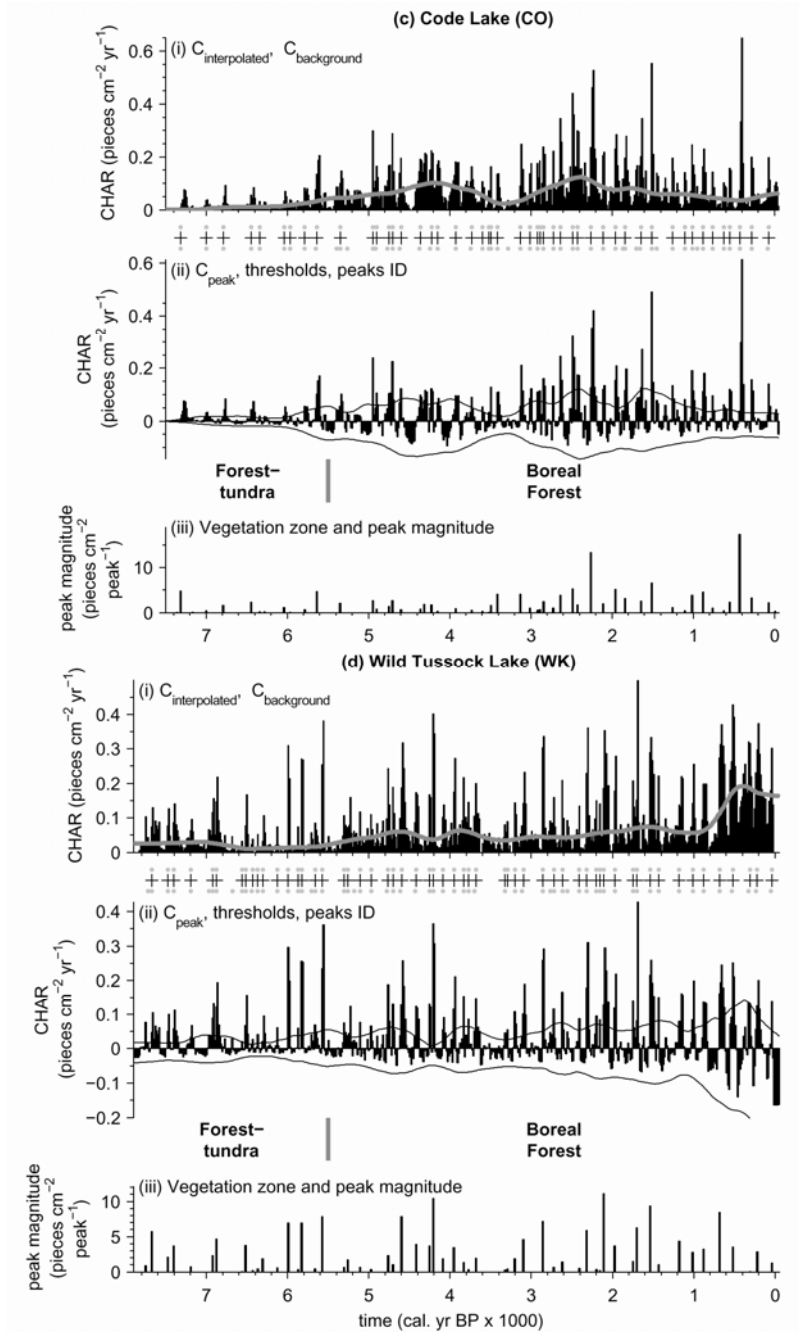 (c) Code Lake (CO)
(i) C_interpolated, C_background
CHAR (pieces cm⁻² yr⁻¹)
0.6
0.4
0.2
0
(ii) C_peak, thresholds, peaks ID
CHAR
(pieces cm⁻² yr⁻¹)
0.6
0.4
0.2
0
Forest−
tundra
Boreal
Forest
(iii) Vegetation zone and peak magnitude
peak magnitude
(pieces cm⁻²
peak⁻¹)
10
0
7 6 5 4 3 2 1 0
(d) Wild Tussock Lake (WK)
(i) C_interpolated, C_background
CHAR (pieces cm⁻² yr⁻¹)
0.4
0.3
0.2
0.1
0
(ii) C_peak, thresholds, peaks ID
CHAR
(pieces cm⁻² yr⁻¹)
0.4
0.3
0.2
0.1
0
−0.1
−0.2
Forest−
tundra
Boreal
Forest
(iii) Vegetation zone and peak magnitude
peak magnitude
(pieces cm⁻²
peak⁻¹)
10
5
0
7 6 5 4 3 2 1 0
time (cal. yr BP x 1000)